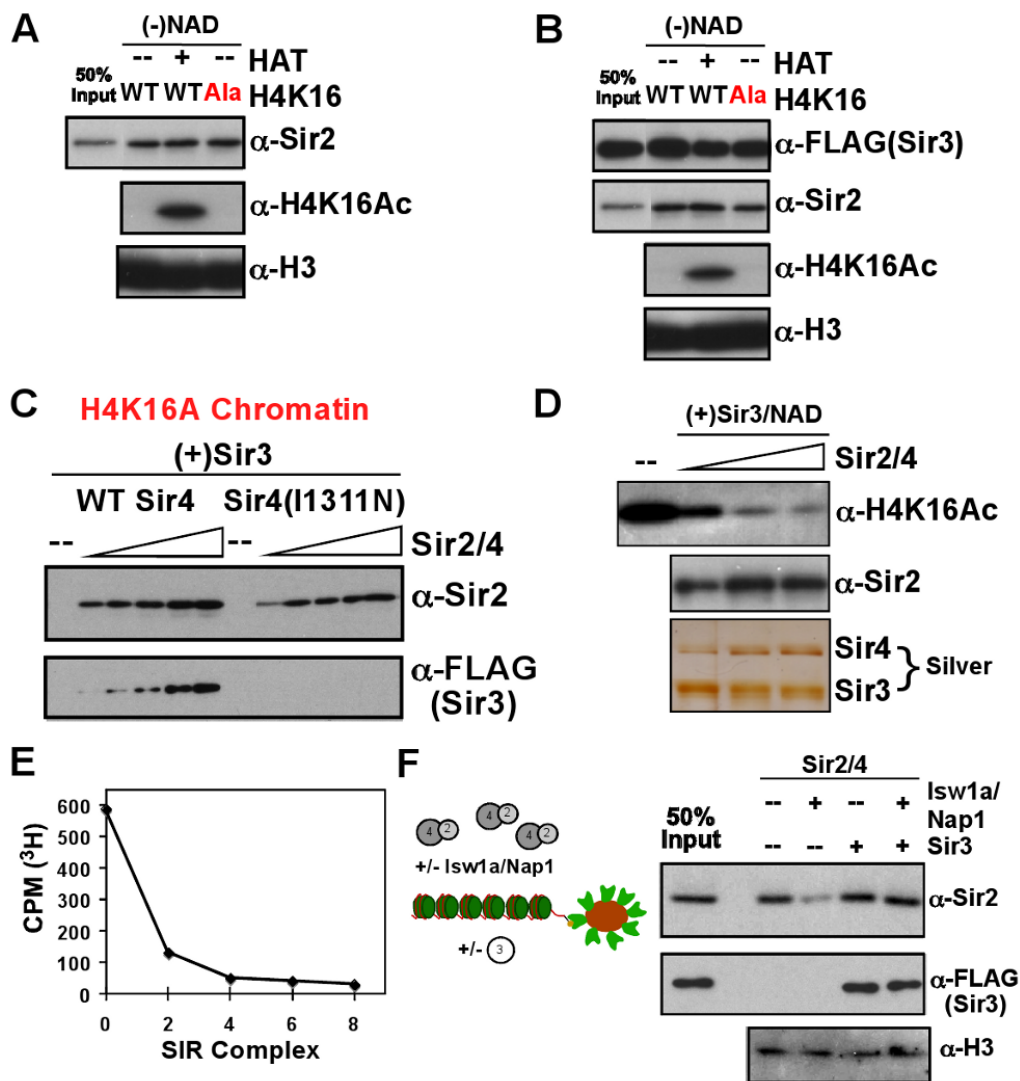 A
(-)NAD
-- + -- HAT
50% Input WT WT Ala H4K16
α-Sir2
α-H4K16Ac
α-H3
B
(-)NAD
-- + -- HAT
50% Input WT WT Ala H4K16
α-FLAG(Sir3)
α-Sir2
α-H4K16Ac
α-H3
C
H4K16A Chromatin
(+)Sir3
WT Sir4 Sir4(I1311N)
-- -- Sir2/4
α-Sir2
α-FLAG
(Sir3)
D
(+)Sir3/NAD
-- Sir2/4
α-H4K16Ac
α-Sir2
Sir4
Sir3
} Silver
E
CPM (³H)
600
500
400
300
200
100
0
0 2 4 6 8
SIR Complex
F
4 2 4 2 4 2
+/- Isw1a/Nap1
+/- 3
Sir2/4
50%
Input
-- + -- + Isw1a/
Nap1
-- -- + + Sir3
α-Sir2
α-FLAG
(Sir3)
α-H3